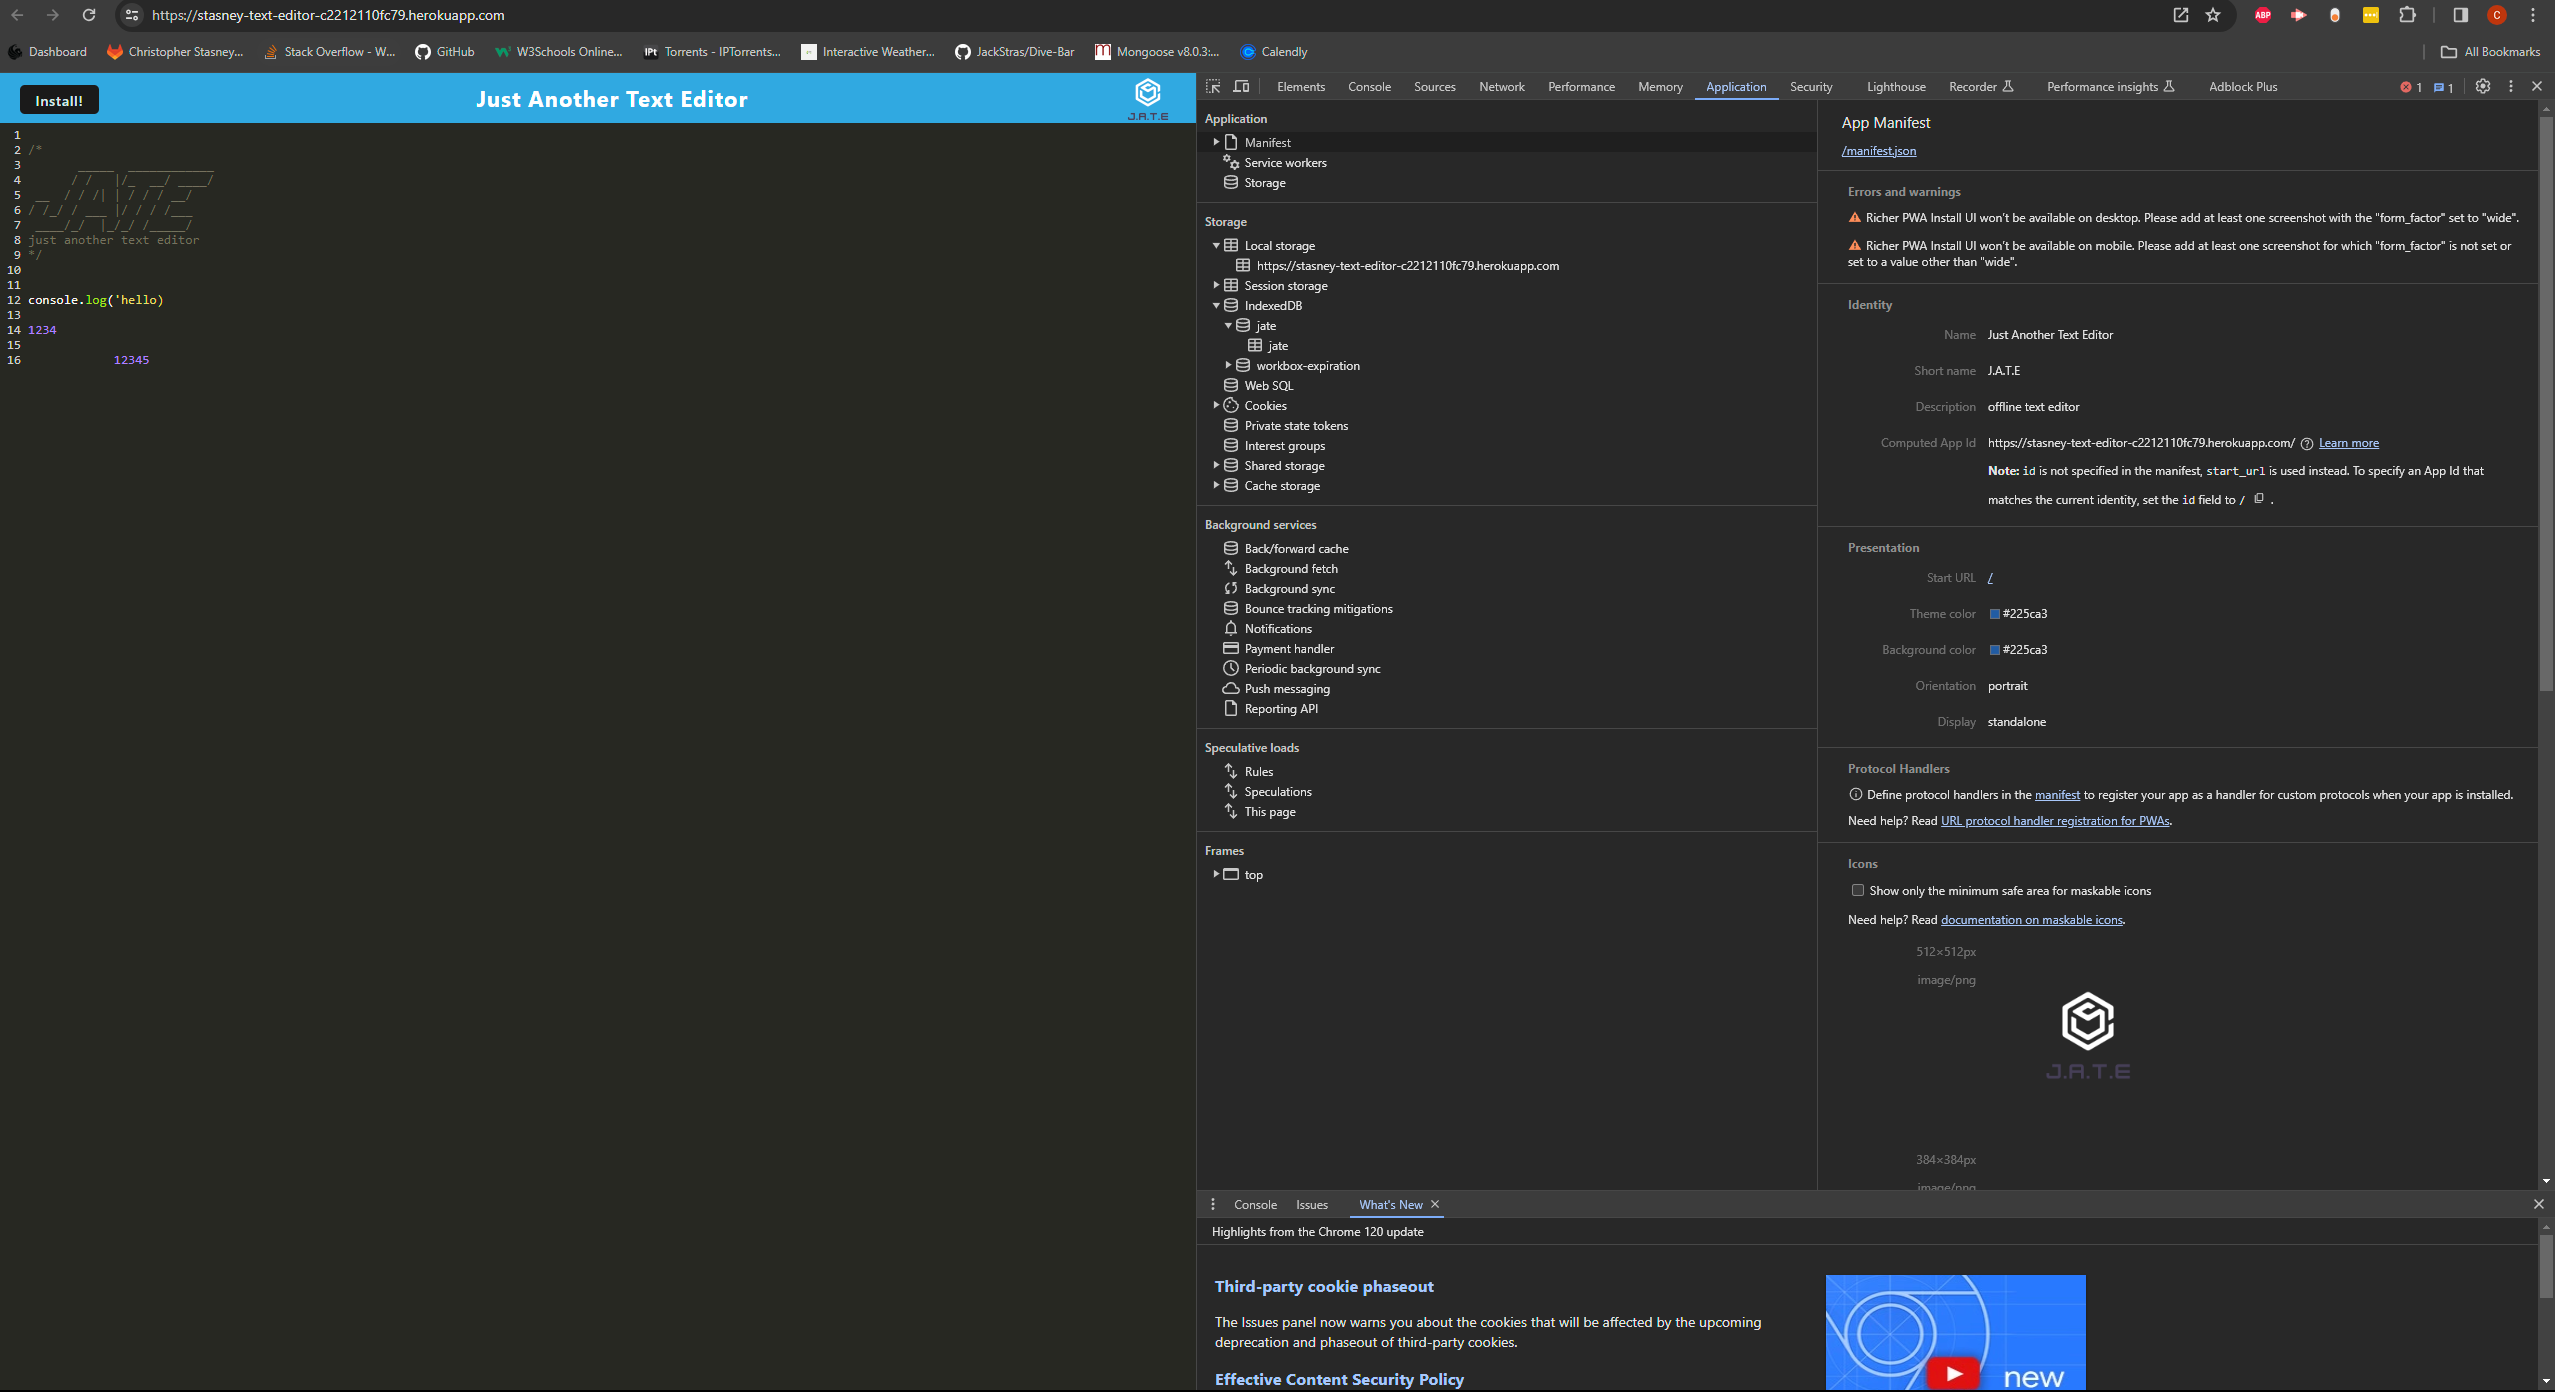 https://stasney-text-editor-c2212110fc79.herokuapp.com
ABP
C
Dashboard
Christopher Stasney...
Stack Overflow - W...
GitHub
W3Schools Online...
IPt
Torrents - IPTorrents...
Interactive Weather...
JackStras/Dive-Bar
Mongoose v8.0.3:...
Calendly
All Bookmarks
Install!
Just Another Text Editor
J.A.T.E
1
2 /*
3
4
5
6
7
8 just another text editor
9 */
10
11
12 console.log('hello)
13
14 1234
15
16 12345
Elements
Console
Sources
Network
Performance
Memory
Application
Security
Lighthouse
Recorder
Performance insights
Adblock Plus
1
1
Application
Manifest
Service workers
Storage
Storage
Local storage
https://stasney-text-editor-c2212110fc79.herokuapp.com
Session storage
IndexedDB
jate
jate
workbox-expiration
Web SQL
Cookies
Private state tokens
Interest groups
Shared storage
Cache storage
Background services
Back/forward cache
Background fetch
Background sync
Bounce tracking mitigations
Notifications
Payment handler
Periodic background sync
Push messaging
Reporting API
Speculative loads
Rules
Speculations
This page
Frames
top
App Manifest
/manifest.json
Errors and warnings
Richer PWA Install UI won't be available on desktop. Please add at least one screenshot with the "form_factor" set to "wide".
Richer PWA Install UI won't be available on mobile. Please add at least one screenshot for which "form_factor" is not set or
set to a value other than "wide".
Identity
Name Just Another Text Editor
Short name J.A.T.E
Description offline text editor
Computed App Id https://stasney-text-editor-c2212110fc79.herokuapp.com/ Learn more
Note: id is not specified in the manifest, start_url is used instead. To specify an App Id that
matches the current identity, set the id field to / .
Presentation
Start URL /
Theme color #225ca3
Background color #225ca3
Orientation portrait
Display standalone
Protocol Handlers
Define protocol handlers in the manifest to register your app as a handler for custom protocols when your app is installed.
Need help? Read URL protocol handler registration for PWAs.
Icons
Show only the minimum safe area for maskable icons
Need help? Read documentation on maskable icons.
512×512px
image/png
J.A.T.E
384×384px
image/png
Console
Issues
What's New
Highlights from the Chrome 120 update
Third-party cookie phaseout
The Issues panel now warns you about the cookies that will be affected by the upcoming
deprecation and phaseout of third-party cookies.
Effective Content Security Policy
new